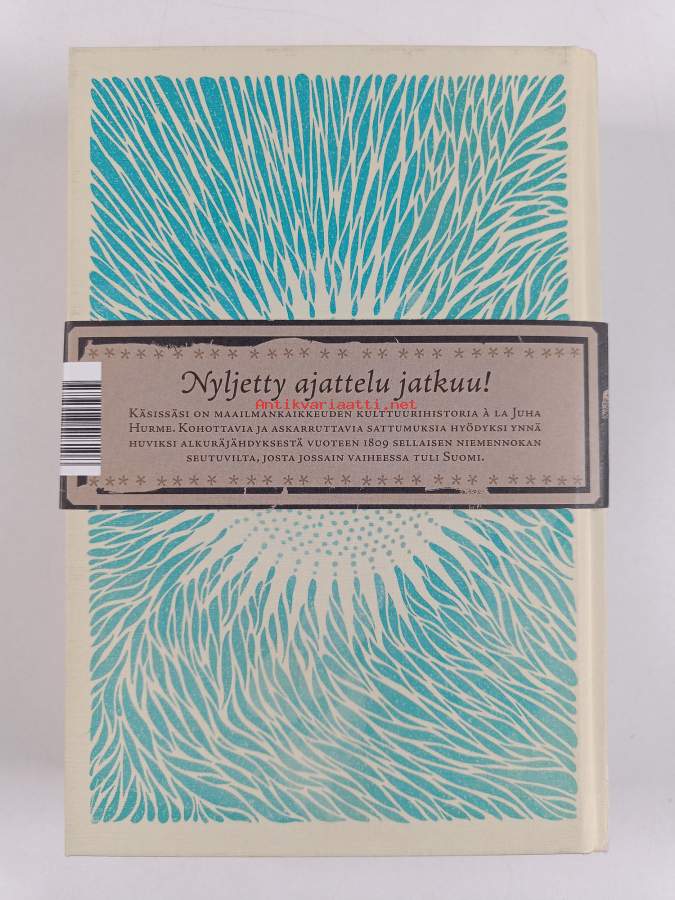 Nyljetty ajattelu jatkuu!
Antikvariaatti.net
Käsissäsi on maailmankaikkeuden kulttuurihistoria à la Juha
Hurme. Kohottavia ja askarruttavia sattumuksia hyödyksi ynnä
huviksi alkuräjähdyksestä vuoteen 1809 sellaisen niemennokan
seutuvilta, josta jossain vaiheessa tuli Suomi.